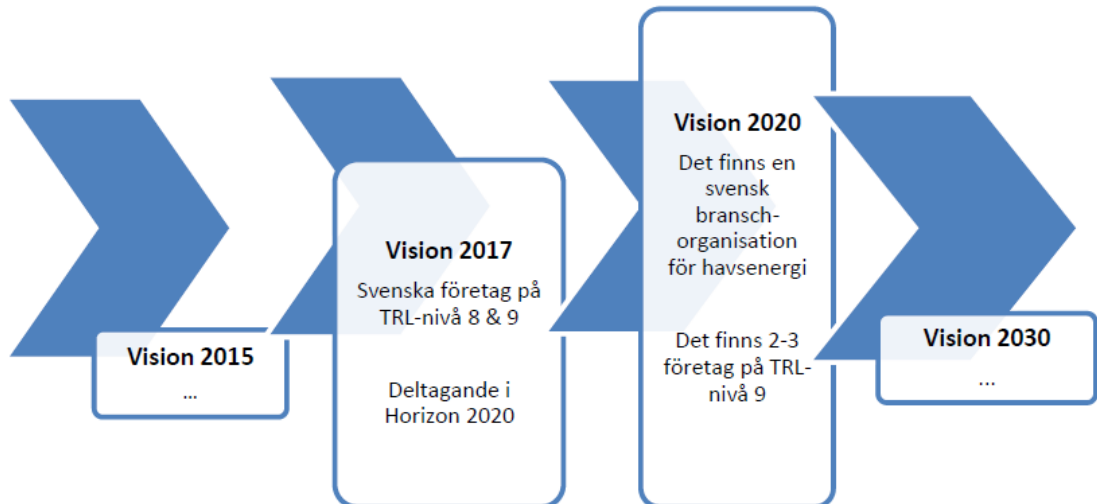 Vision 2015
...
Vision 2017
Svenska företag på
TRL-nivå 8 & 9
Deltagande i
Horizon 2020
Vision 2020
Det finns en
svensk
bransch-
organisation
för havsenergi
Det finns 2-3
företag på TRL-
nivå 9
Vision 2030
...